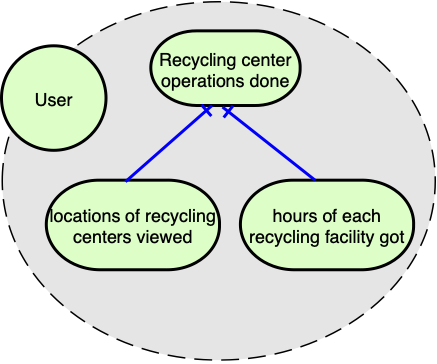 Recycling center
operations done
User
locations of recycling
centers viewed
hours of each
recycling facility got